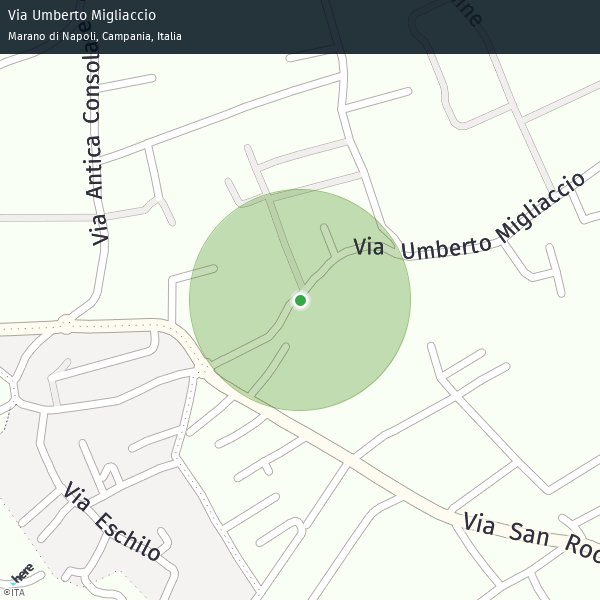 Via Umberto Migliaccio
Marano di Napoli, Campania, Italia
Via Antica Consolare
Via Umberto Migliaccio
Via Eschilo
Via San Roc
here
©ITA